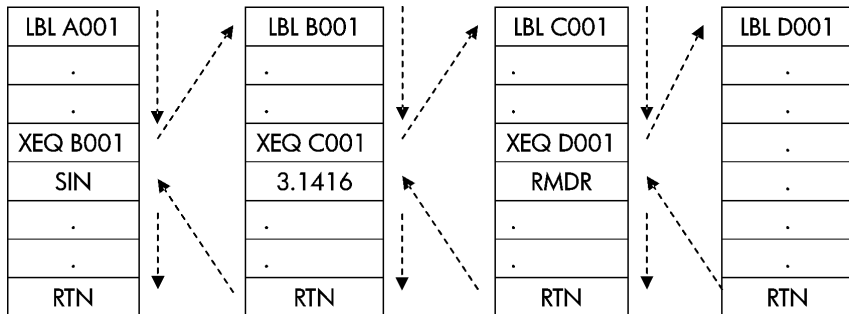 LBL A001 LBL B001 LBL C001 LBL D001
. . . .
. . . .
XEQ B001 XEQ C001 XEQ D001 .
SIN 3.1416 RMDR .
. . . .
. . . .
RTN RTN RTN RTN